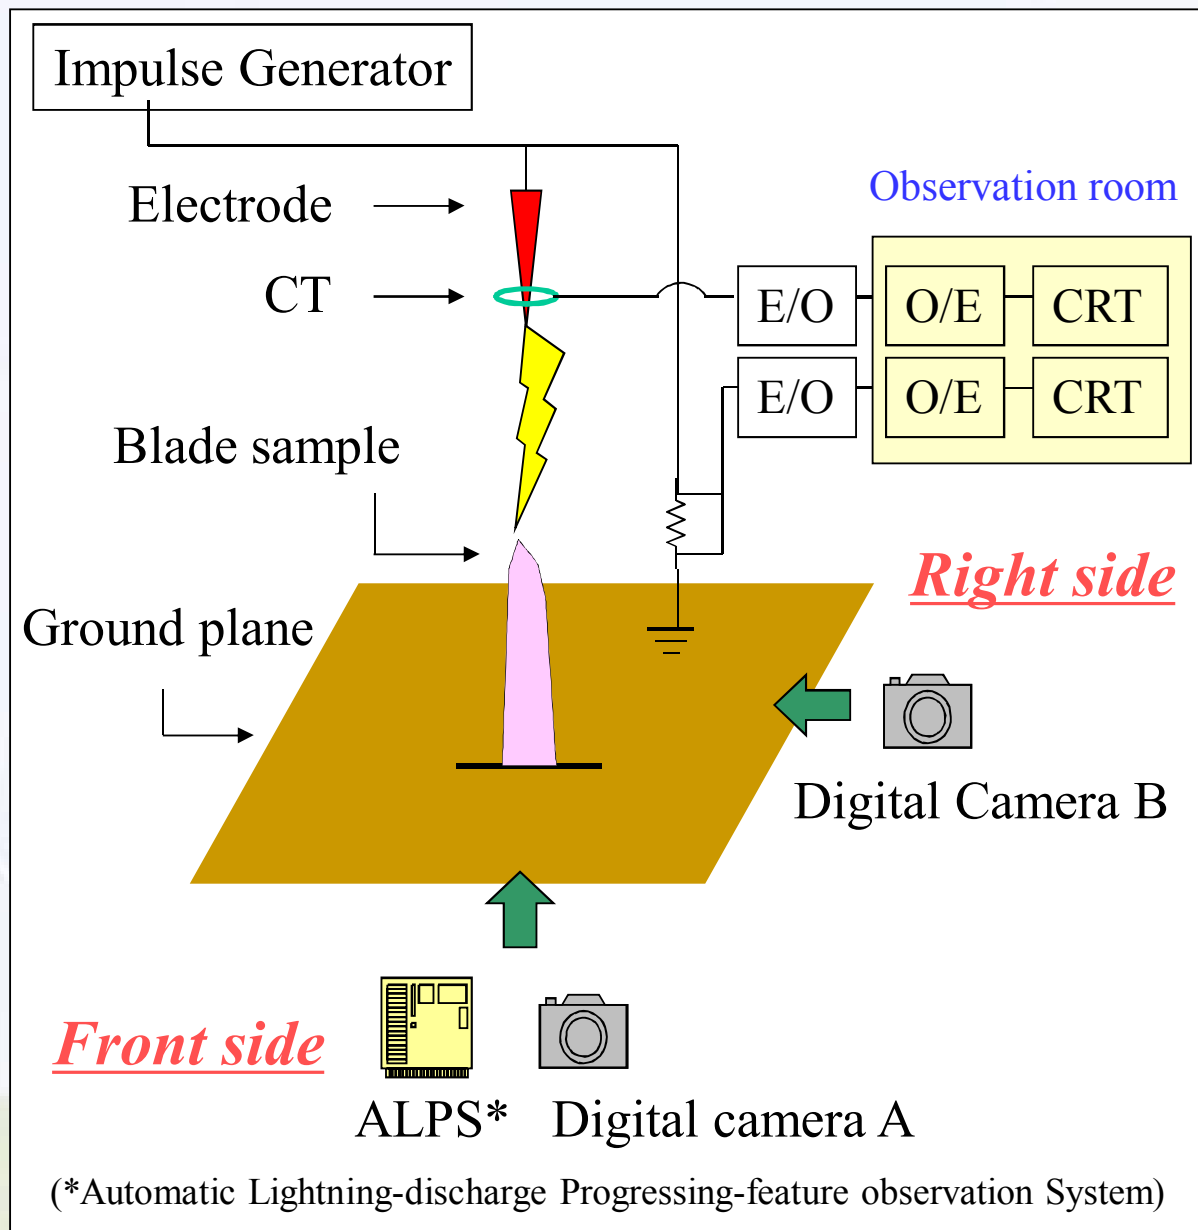 Impulse Generator
Electrode
Observation room
CT
E/O
O/E
CRT
E/O
O/E
CRT
Blade sample
Right side
Ground plane
Digital Camera B
Front side
ALPS*
Digital camera A
(*Automatic Lightning-discharge Progressing-feature observation System)